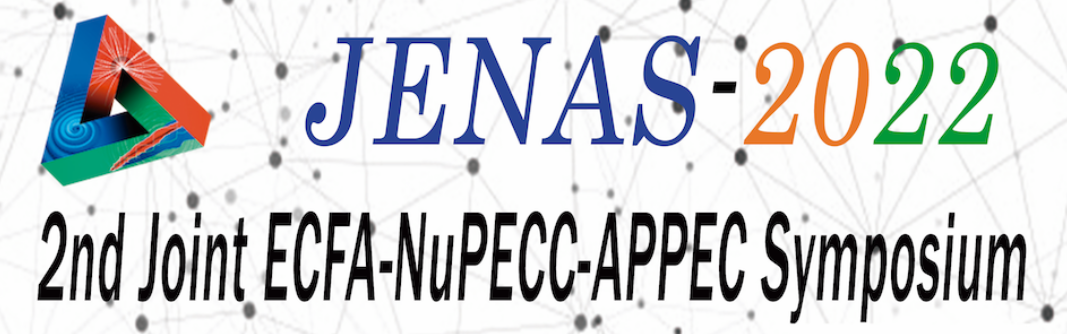 JENAS-2022
2nd Joint ECFA-NuPECC-APPEC Symposium